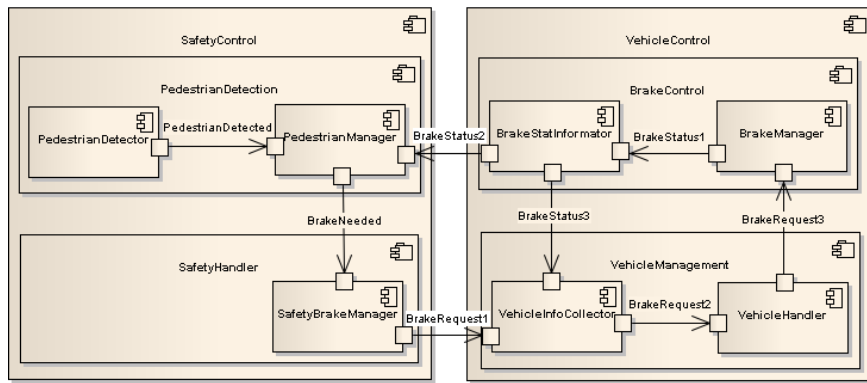 SafetyControl
VehicleControl
PedestrianDetection
BrakeControl
PedestrianDetector
PedestrianDetected
PedestrianManager
BrakeStatus2
BrakeStatInformator
BrakeStatus1
BrakeManager
BrakeNeeded
BrakeStatus3
BrakeRequest3
SafetyHandler
VehicleManagement
SafetyBrakeManager
BrakeRequest1
VehicleInfoCollector
BrakeRequest2
VehicleHandler